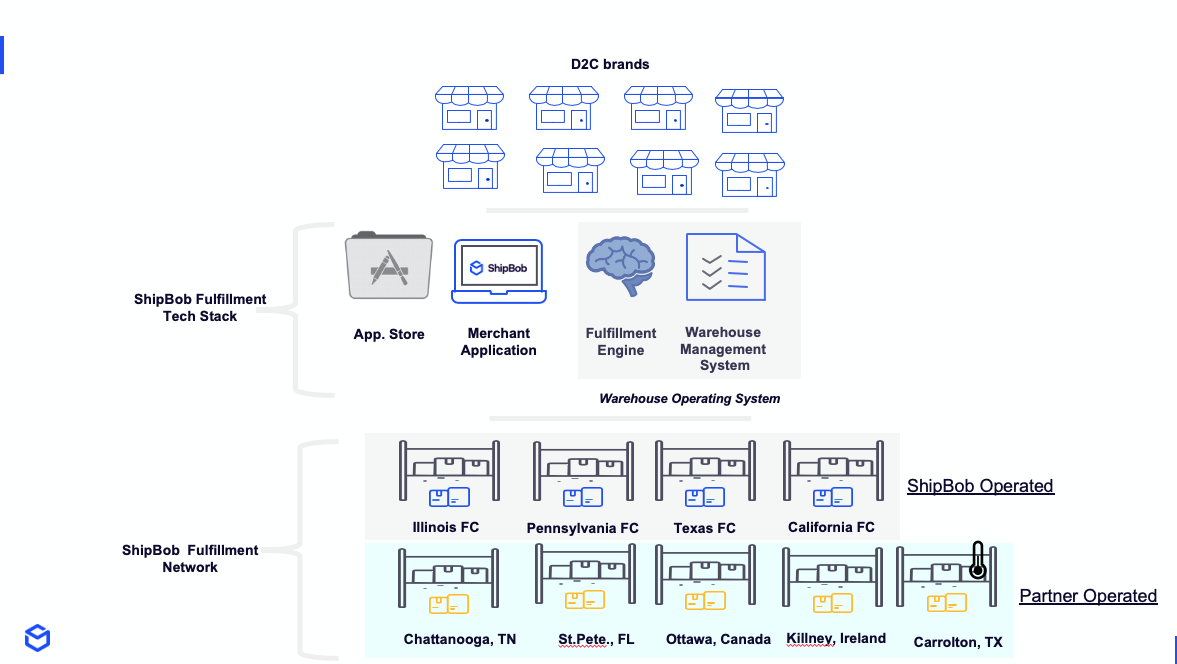 D2C brands
ShipBob
ShipBob Fulfillment
Tech Stack
App. Store
Merchant
Application
Fulfillment
Engine
Warehouse
Management
System
Warehouse Operating System
ShipBob Operated
Illinois FC
Pennsylvania FC
Texas FC
California FC
ShipBob Fulfillment
Network
Partner Operated
Chattanooga, TN
St.Pete., FL
Ottawa, Canada
Killney, Ireland
Carrolton, TX